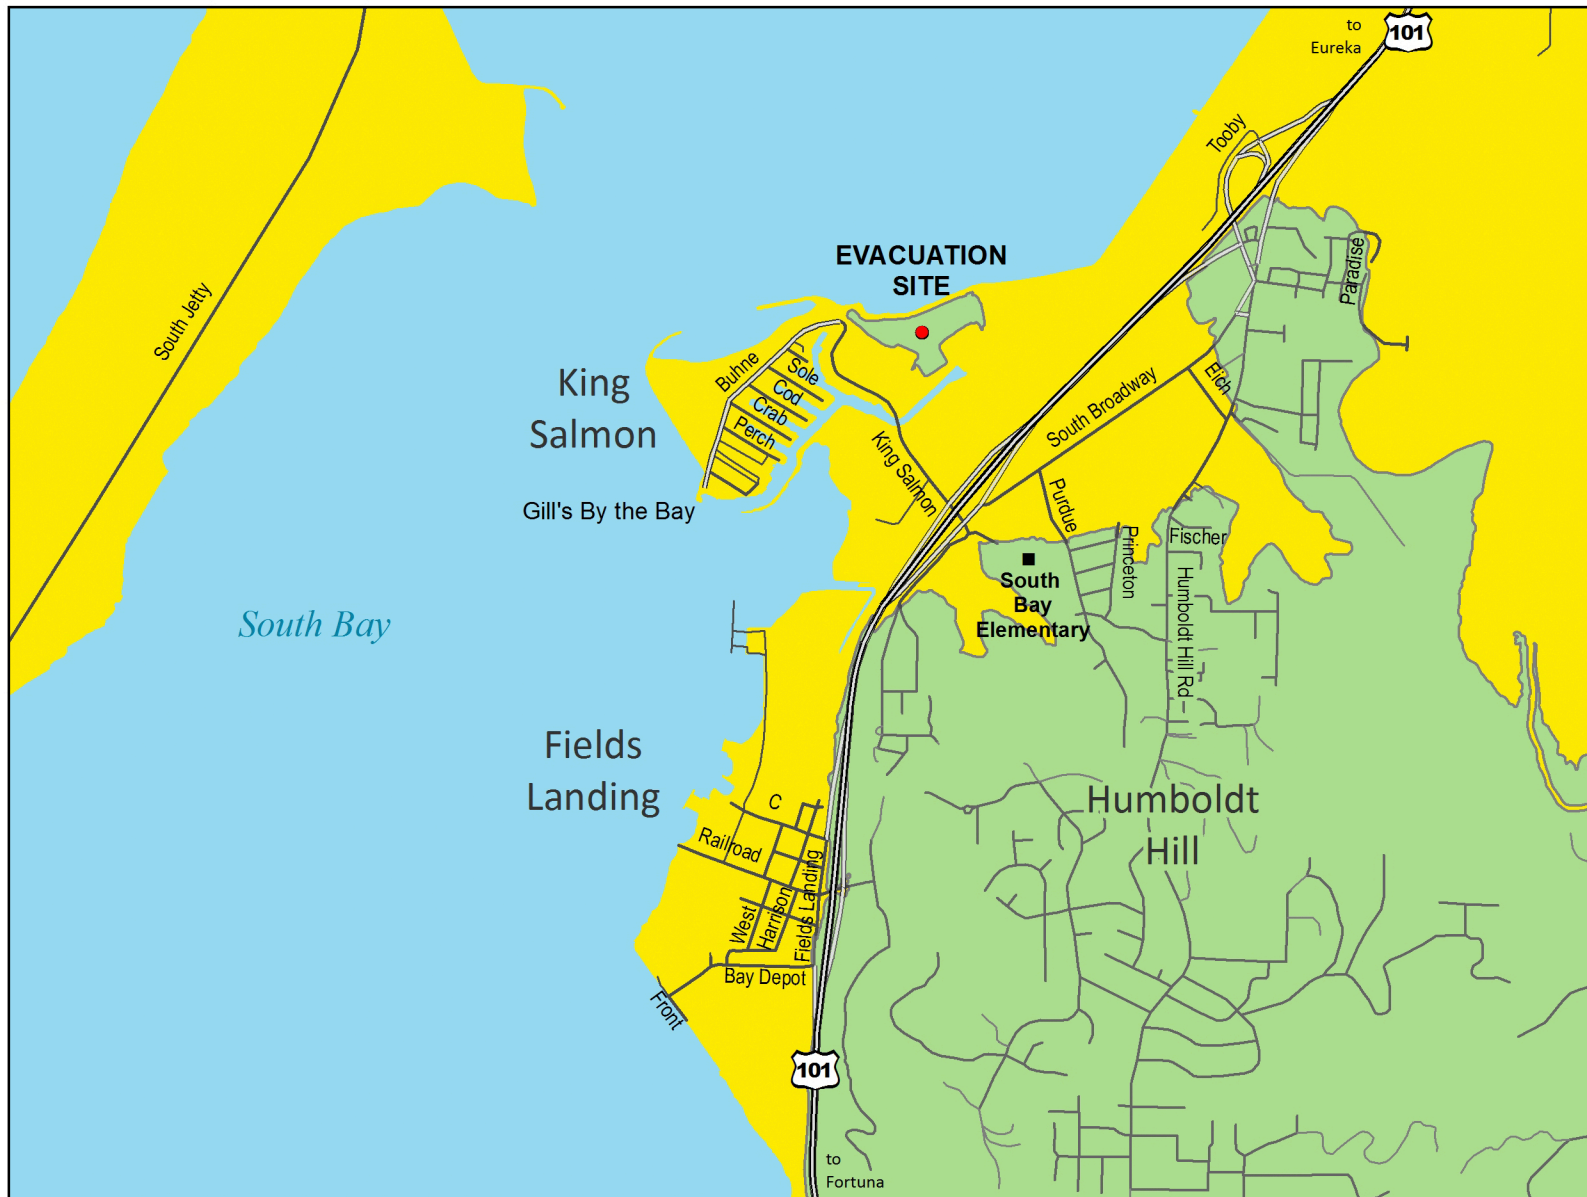 to
Eureka
101
Tooby
Paradise
EVACUATION
SITE
South Jetty
King
Salmon
Buhne
Sole
Cod
Crab
Perch
Eich
South Broadway
King Salmon
Purdue
Gill's By the Bay
Princeton
Fischer
South
Bay
Elementary
Humboldt Hill Rd
South Bay
Fields
Landing
Humboldt
Hill
C
Railroad
Fields Landing
West
Harrison
Bay Depot
Front
101
to
Fortuna